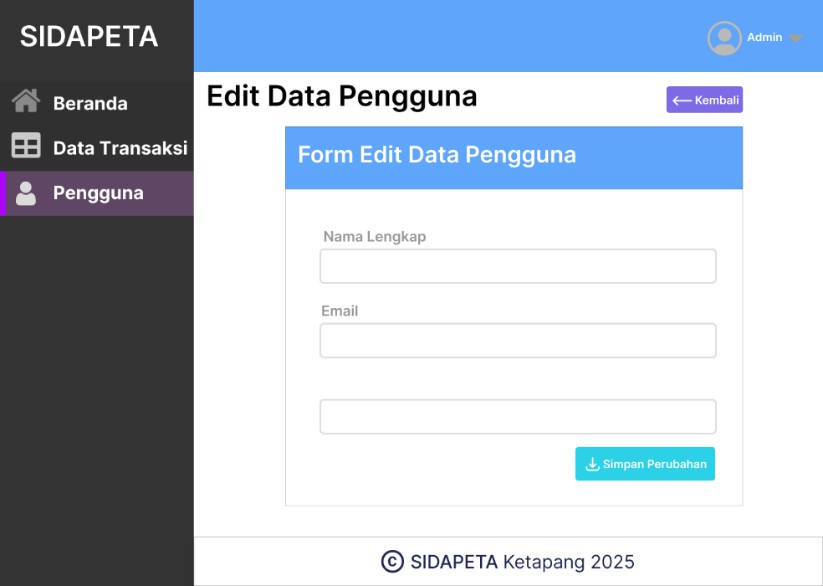 SIDAPETA
Admin
Beranda
Data Transaksi
Pengguna
Edit Data Pengguna
Kembali
Form Edit Data Pengguna
Nama Lengkap
Email
Simpan Perubahan
© SIDAPETA Ketapang 2025